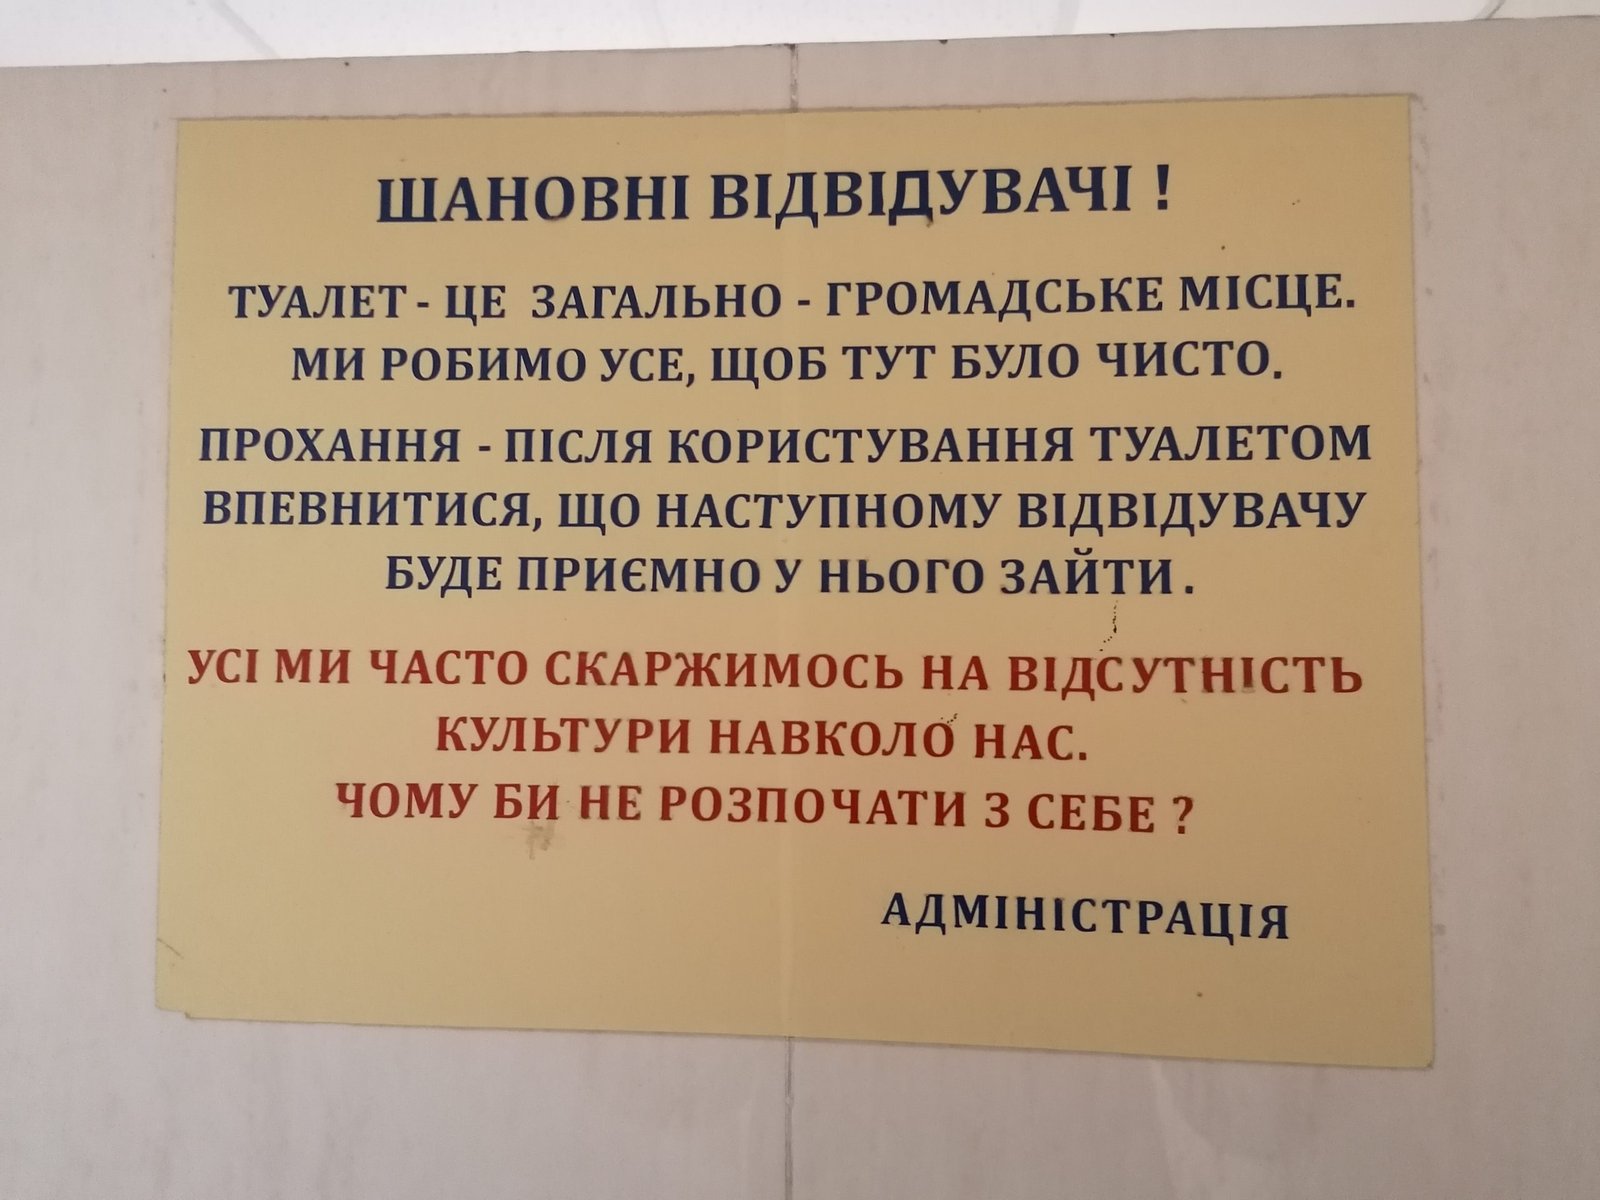 ШАНОВНІ ВІДВІДУВАЧІ !
ТУАЛЕТ - ЦЕ ЗАГАЛЬНО - ГРОМАДСЬКЕ МІСЦЕ.
МИ РОБИМО УСЕ, ЩОБ ТУТ БУЛО ЧИСТО.
ПРОХАННЯ - ПІСЛЯ КОРИСТУВАННЯ ТУАЛЕТОМ
ВПЕВНИТИСЯ, ЩО НАСТУПНОМУ ВІДВІДУВАЧУ
БУДЕ ПРИЄМНО У НЬОГО ЗАЙТИ .
УСІ МИ ЧАСТО СКАРЖИМОСЬ НА ВІДСУТНІСТЬ
КУЛЬТУРИ НАВКОЛО НАС.
ЧОМУ БИ НЕ РОЗПОЧАТИ З СЕБЕ ?
АДМІНІСТРАЦІЯ